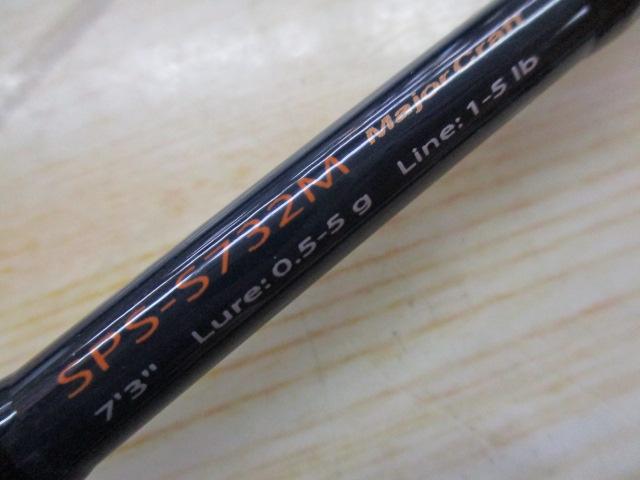 SPS-S732M MajorCraft
7'3" Lure: 0.5-5 g Line: 1-5 lb